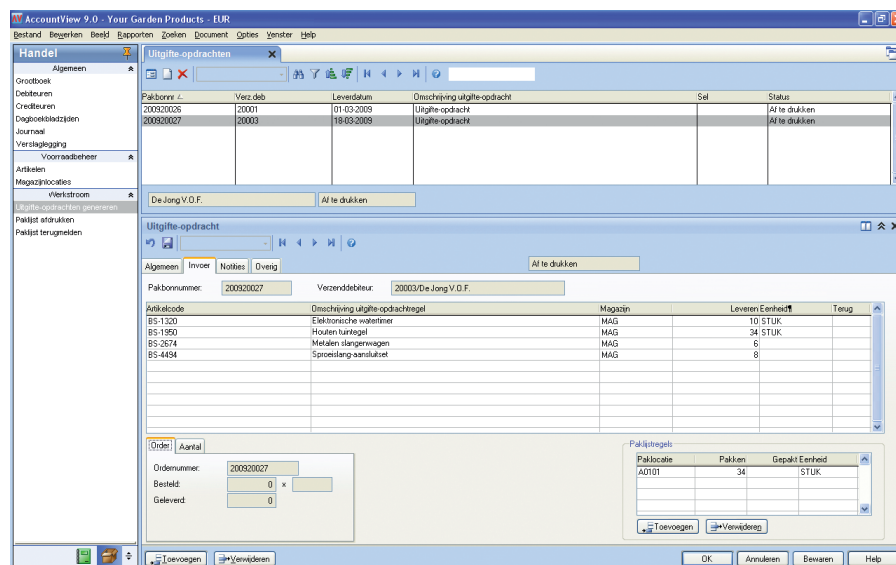 AccountView 9.0 - Your Garden Products - EUR
Bestand Bewerken Beeld Rapporten Zoeken Document Opties Venster Help
Handel
Algemeen
Grootboek
Debiteuren
Crediteuren
Dagboekbladzijden
Journaal
Verslaglegging
Voorraadbeheer
Artikelen
Magazijnlocaties
Werkstroom
Uitgifte-opdrachten genereren
Paklijst afdrukken
Paklijst terugmelden
Uitgifte-opdrachten
Pakbonnr Verz.deb Leverdatum Omschrijving uitgifte-opdracht Sel Status
200920026 20001 01-03-2009 Uitgifte-opdracht Af te drukken
200920027 20003 18-03-2009 Uitgifte-opdracht Af te drukken
De Jong V.O.F. Af te drukken
Uitgifte-opdracht
Algemeen Invoer Notities Overig Af te drukken
Pakbonnummer: 200920027 Verzenddebiteur: 20003/De Jong V.O.F.
Artikelcode Omschrijving uitgifte-opdrachtregel Magazijn Leveren Eenheid¶ Terug
BS-1320 Elektronische watertimer MAG 10 STUK
BS-1950 Houten tuintegel MAG 34 STUK
BS-2674 Metalen slangenwagen MAG 6
BS-4494 Sproeislang-aansluitset MAG 8
Order Aantal
Ordernummer: 200920027
Besteld: 0 x
Geleverd: 0
Paklijstregels
Paklocatie Pakken Gepakt Eenheid
A0101 34 STUK
Toevoegen Verwijderen
Toevoegen Verwijderen OK Annuleren Bewaren Help